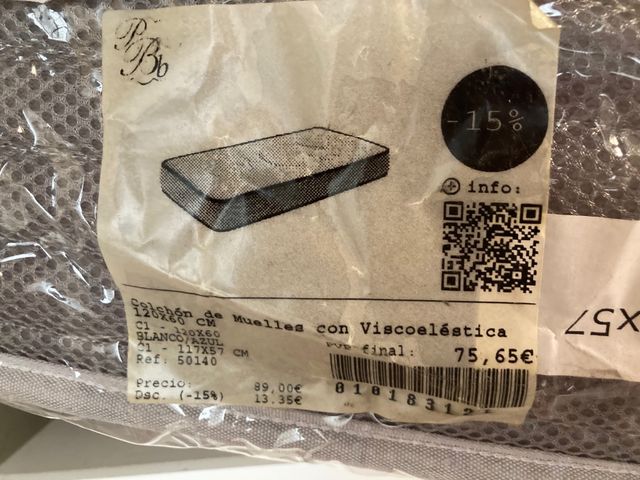 -15%
info:
Colchón de Muelles con Viscoelástica
120X60 CM
C1 - 120X60
BLANCO/AZUL
C1 - 117X57 CM
Ref: 50140
PVP final: 75,65€
Precio: 89,00€
Dsc. (-15%) 13.35€
X57